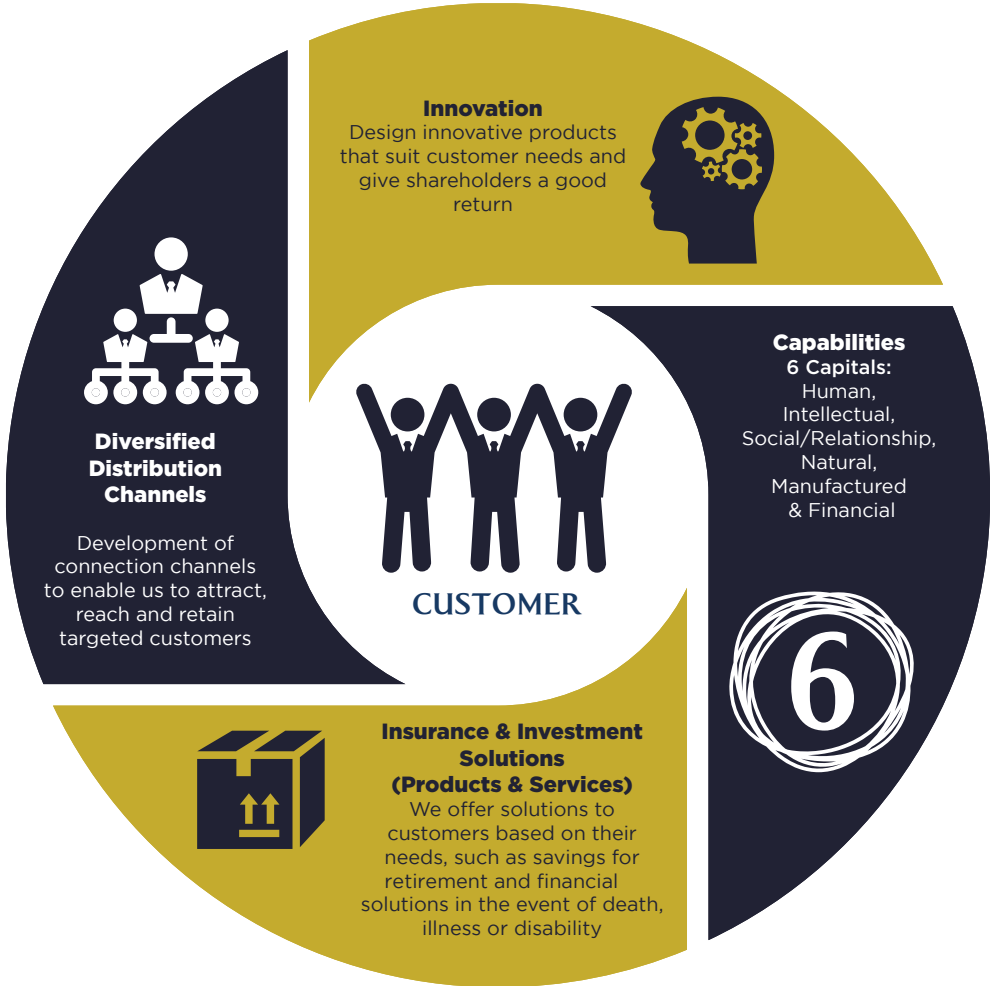 Innovation
Design innovative products
that suit customer needs and
give shareholders a good
return
Capabilities
6 Capitals:
Human,
Intellectual,
Social/Relationship,
Natural,
Manufactured
& Financial
6
Insurance & Investment
Solutions
(Products & Services)
We offer solutions to
customers based on their
needs, such as savings for
retirement and financial
solutions in the event of death,
illness or disability
Diversified
Distribution
Channels
Development of
connection channels
to enable us to attract,
reach and retain
targeted customers
CUSTOMER